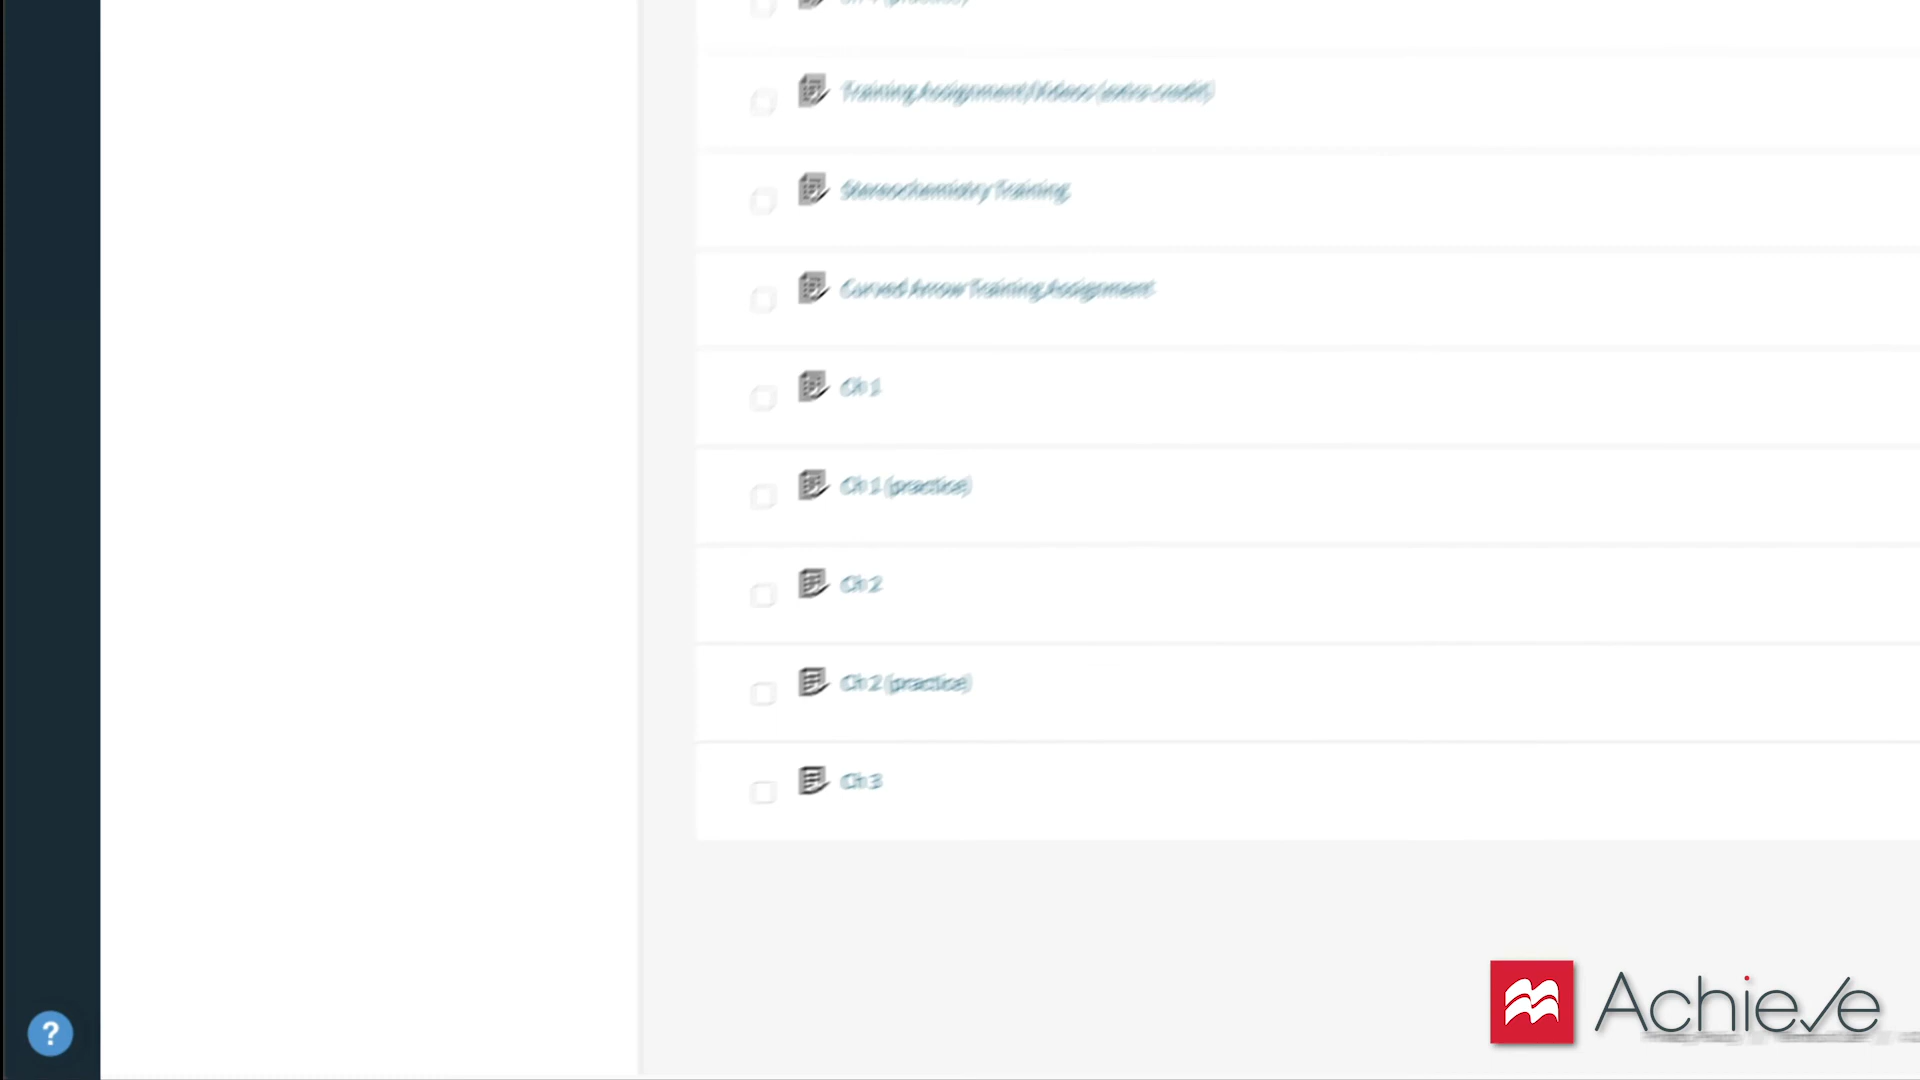 Training Assignment/Videos (extra credit)
Stereochemistry Training
Curved Arrow Training Assignment
Ch 1
Ch 1 (practice)
Ch 2
Ch 2 (practice)
Ch 3
Achieve
?